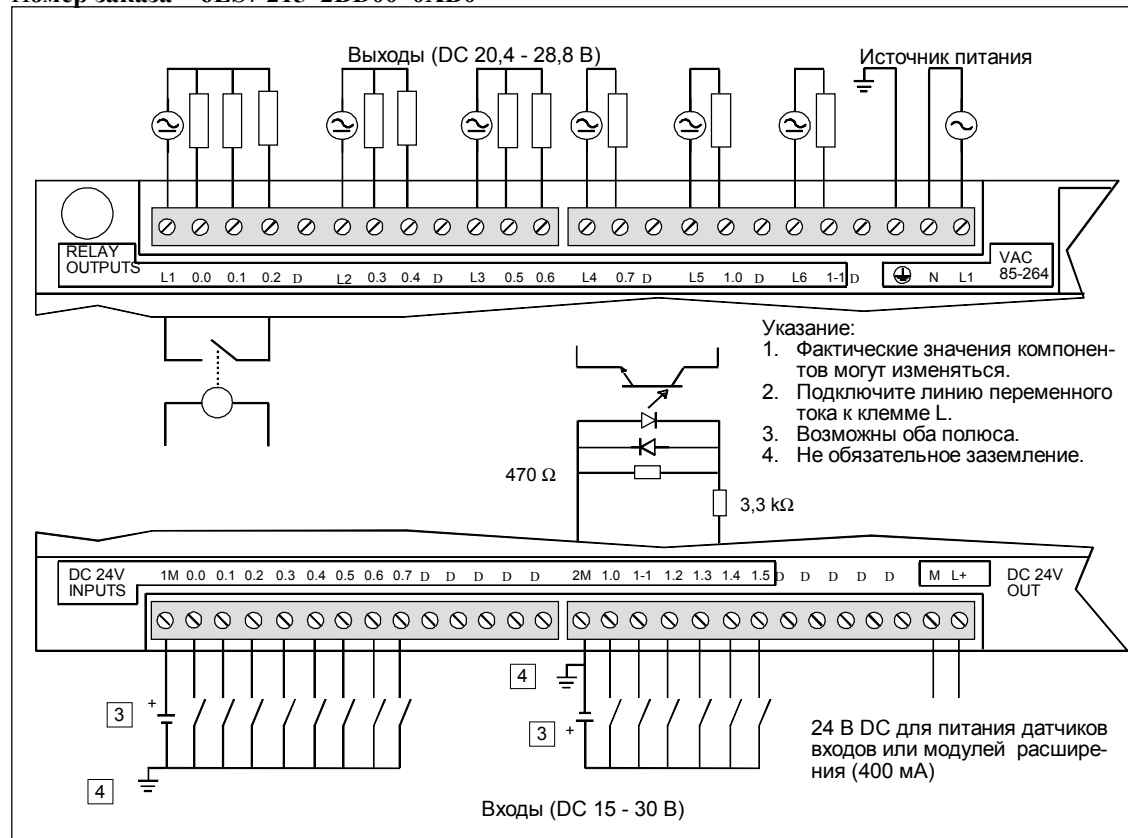 Номер заказа 6ES7 215-2BD00-0XB0
Выходы (DC 20,4 - 28,8 В)
Источник питания
RELAY
OUTPUTS
L1 0.0 0.1 0.2 D L2 0.3 0.4 D L3 0.5 0.6 L4 0.7 D L5 1.0 D L6 1-1 D N L1
VAC
85-264
Указание:
1. Фактические значения компонен-
тов могут изменяться.
2. Подключите линию переменного
тока к клемме L.
3. Возможны оба полюса.
4. Не обязательное заземление.
470 Ω
3,3 kΩ
DC 24V
INPUTS
1M 0.0 0.1 0.2 0.3 0.4 0.5 0.6 0.7 D D D D D 2M 1.0 1-1 1.2 1.3 1.4 1.5 D D D D D M L+
DC 24V
OUT
4
3 +
3 +
4
24 В DC для питания датчиков
входов или модулей расшире-
ния (400 мА)
Входы (DC 15 - 30 В)